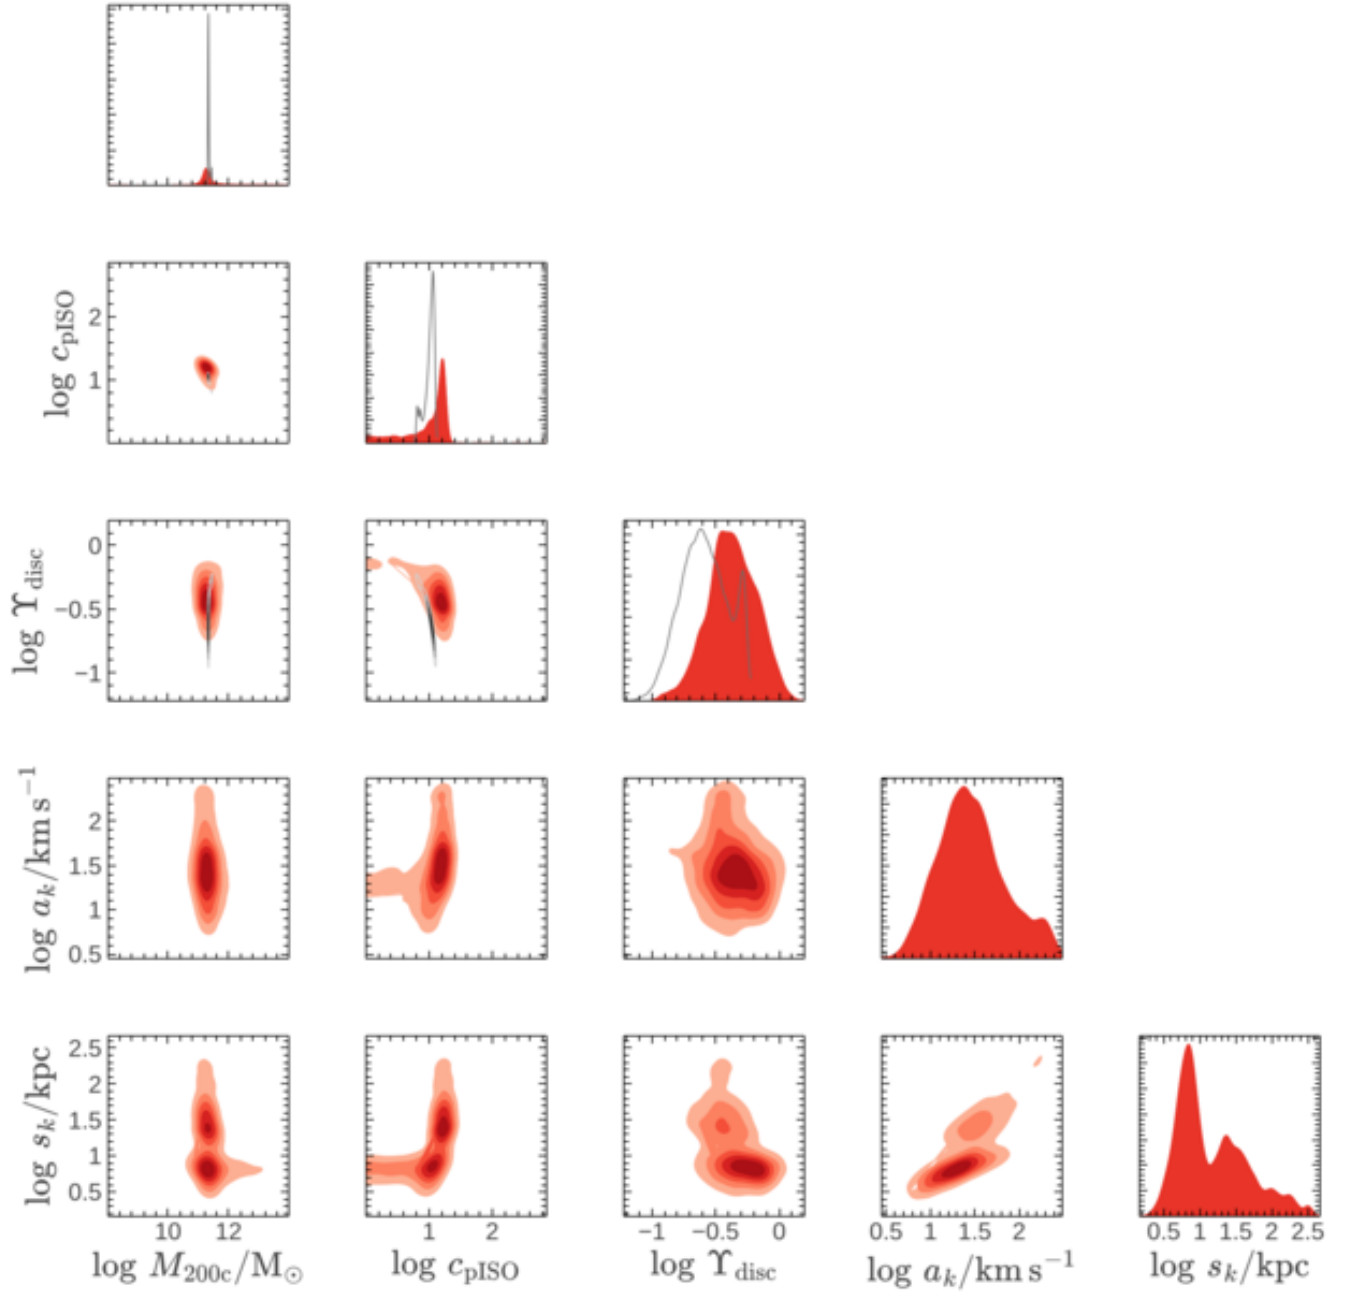 log c_pISO
2
1
log ϒ_disc
0
−0.5
−1
log a_k/km s⁻¹
2
1.5
1
0.5
log s_k/kpc
2.5
2
1.5
1
0.5
10 12
1 2
−1 −0.5 0
0.5 1 1.5 2
0.5 1 1.5 2 2.5
log M_200c/M_⊙
log c_pISO
log ϒ_disc
log a_k/km s⁻¹
log s_k/kpc